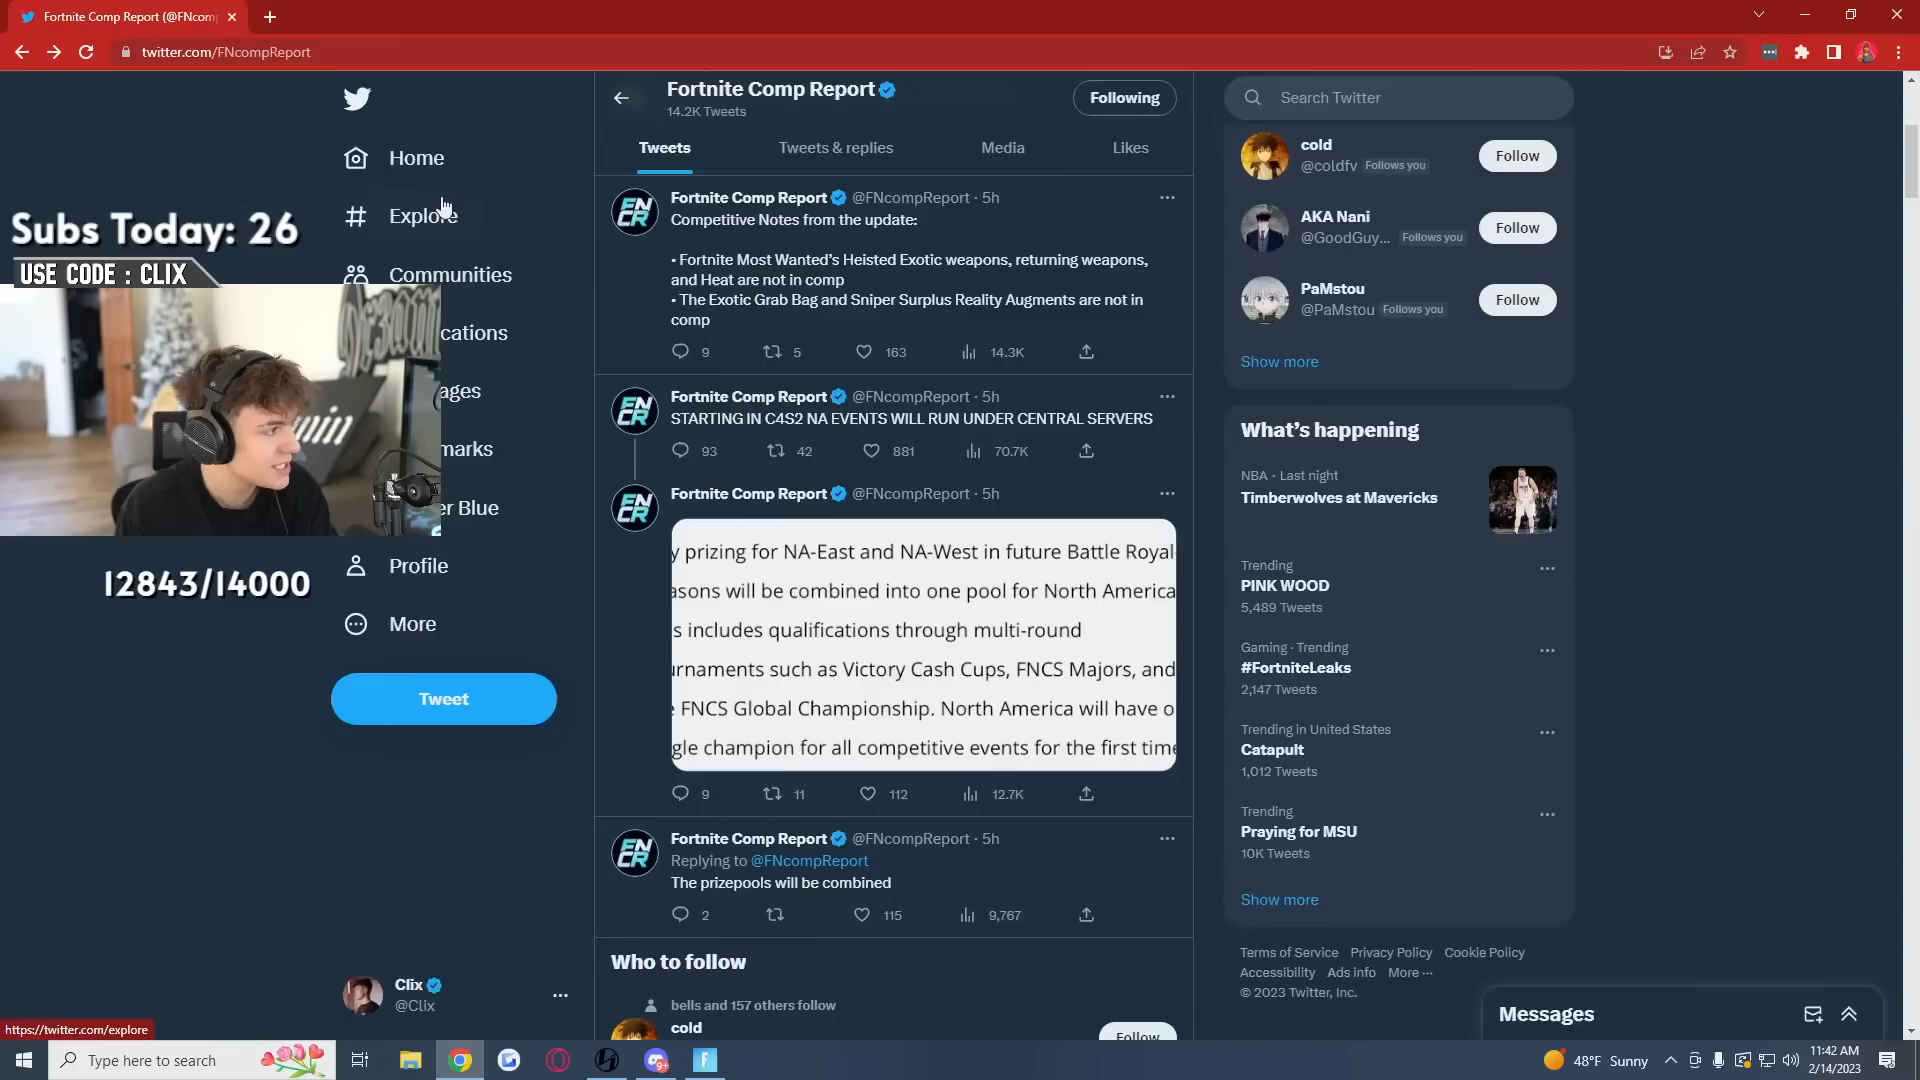 Fortnite Comp Report (@FNcom
twitter.com/FNcompReport
Subs Today: 26
USE CODE : CLIX
12843/14000
Home
Explore
Communities
cations
ages
marks
er Blue
Profile
More
Tweet
Clix
@Clix
https://twitter.com/explore
Fortnite Comp Report
14.2K Tweets
Following
Tweets
Tweets & replies
Media
Likes
Fortnite Comp Report @FNcompReport · 5h
Competitive Notes from the update:
• Fortnite Most Wanted's Heisted Exotic weapons, returning weapons,
and Heat are not in comp
• The Exotic Grab Bag and Sniper Surplus Reality Augments are not in
comp
9 5 163 14.3K
Fortnite Comp Report @FNcompReport · 5h
STARTING IN C4S2 NA EVENTS WILL RUN UNDER CENTRAL SERVERS
93 42 881 70.7K
Fortnite Comp Report @FNcompReport · 5h
y prizing for NA-East and NA-West in future Battle Royal
asons will be combined into one pool for North America
s includes qualifications through multi-round
urnaments such as Victory Cash Cups, FNCS Majors, and
e FNCS Global Championship. North America will have o
gle champion for all competitive events for the first time
9 11 112 12.7K
Fortnite Comp Report @FNcompReport · 5h
Replying to @FNcompReport
The prizepools will be combined
2 115 9,767
Who to follow
bells and 157 others follow
cold
Follow
Search Twitter
cold
@coldfv Follows you
Follow
AKA Nani
@GoodGuy... Follows you
Follow
PaMstou
@PaMstou Follows you
Follow
Show more
What's happening
NBA · Last night
Timberwolves at Mavericks
Trending
PINK WOOD
5,489 Tweets
Gaming · Trending
#FortniteLeaks
2,147 Tweets
Trending in United States
Catapult
1,012 Tweets
Trending
Praying for MSU
10K Tweets
Show more
Terms of Service Privacy Policy Cookie Policy
Accessibility Ads info More ···
© 2023 Twitter, Inc.
Messages
Type here to search
9+
48°F Sunny
11:42 AM
2/14/2023